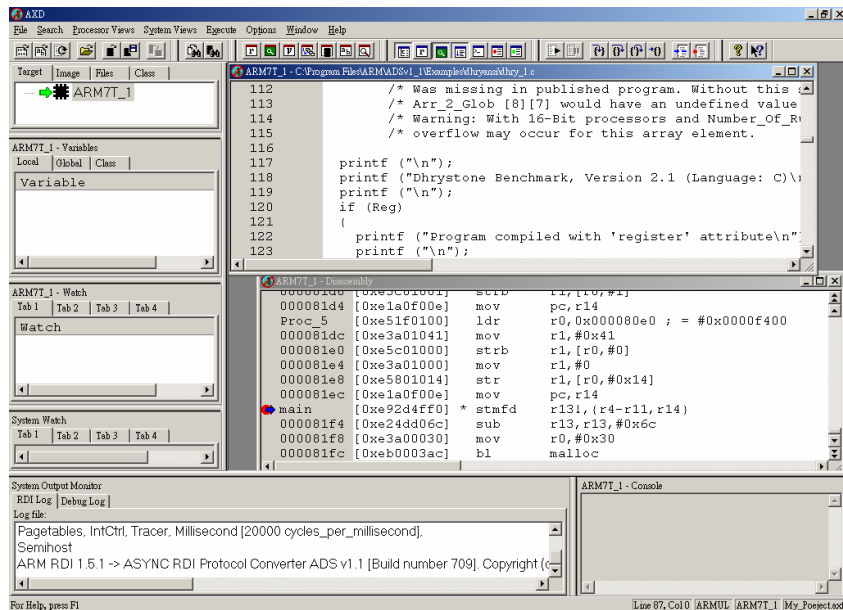 AXD
File Search Processor Views System Views Execute Options Window Help
Target Image Files Class
ARM7T_1
ARM7T_1 - Variables
Local Global Class
Variable
ARM7T_1 - Watch
Tab 1 Tab 2 Tab 3 Tab 4
Watch
System Watch
Tab 1 Tab 2 Tab 3 Tab 4
ARM7T_1 - C:\Program Files\ARM\ADSv1_1\Examples\dhryansi\dhry_1.c
112 /* Was missing in published program. Without this
113 /* Arr_2_Glob [8][7] would have an undefined value
114 /* Warning: With 16-Bit processors and Number_Of_Ru
115 /* overflow may occur for this array element.
116
117 printf ("\n");
118 printf ("Dhrystone Benchmark, Version 2.1 (Language: C)\n
119 printf ("\n");
120 if (Reg)
121 {
122 printf ("Program compiled with 'register' attribute\n"
123 printf ("\n");
ARM7T_1 - Disassembly
000081d0 [0xe5c01001] strb r1,[r0,#1]
000081d4 [0xe1a0f00e] mov pc,r14
Proc_5 [0xe51f0100] ldr r0,0x000080e0 ; = #0x0000f400
000081dc [0xe3a01041] mov r1,#0x41
000081e0 [0xe5c01000] strb r1,[r0,#0]
000081e4 [0xe3a01000] mov r1,#0
000081e8 [0xe5801014] str r1,[r0,#0x14]
000081ec [0xe1a0f00e] mov pc,r14
main [0xe92d4ff0] * stmfd r13!,{r4-r11,r14}
000081f4 [0xe24dd06c] sub r13,r13,#0x6c
000081f8 [0xe3a00030] mov r0,#0x30
000081fc [0xeb0003ac] bl malloc
System Output Monitor
RDI Log Debug Log
Log file:
Pagetables, IntCtrl, Tracer, Millisecond [20000 cycles_per_millisecond],
Semihost
ARM RDI 1.5.1 -> ASYNC RDI Protocol Converter ADS v1.1 [Build number 709]. Copyright (c
ARM7T_1 - Console
For Help, press F1
Line 87, Col 0 ARMUL ARM7T_1 My_Poeject.axd